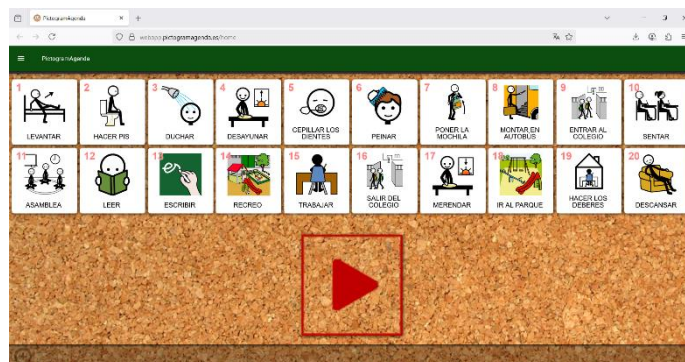 PictogramAgenda
webapp.pictogramagenda.es/home
PictogramAgenda
1
LEVANTAR
2
HACER PIS
3
DUCHAR
4
DESAYUNAR
5
CEPILLAR LOS
DIENTES
6
PEINAR
7
PONER LA
MOCHILA
8
MONTAR EN
AUTOBUS
9
ENTRAR AL
COLEGIO
10
SENTAR
11
ASAMBLEA
12
LEER
13
ESCRIBIR
14
RECREO
15
TRABAJAR
16
SALIR DEL
COLEGIO
17
MERENDAR
18
IR AL PARQUE
19
HACER LOS
DEBERES
20
DESCANSAR